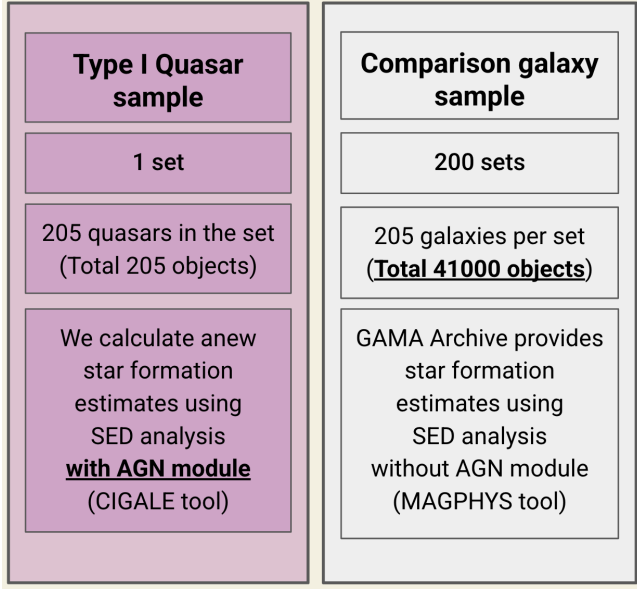 Type I Quasar
sample
1 set
205 quasars in the set
(Total 205 objects)
We calculate anew
star formation
estimates using
SED analysis
with AGN module
(CIGALE tool)
Comparison galaxy
sample
200 sets
205 galaxies per set
(Total 41000 objects)
GAMA Archive provides
star formation
estimates using
SED analysis
without AGN module
(MAGPHYS tool)